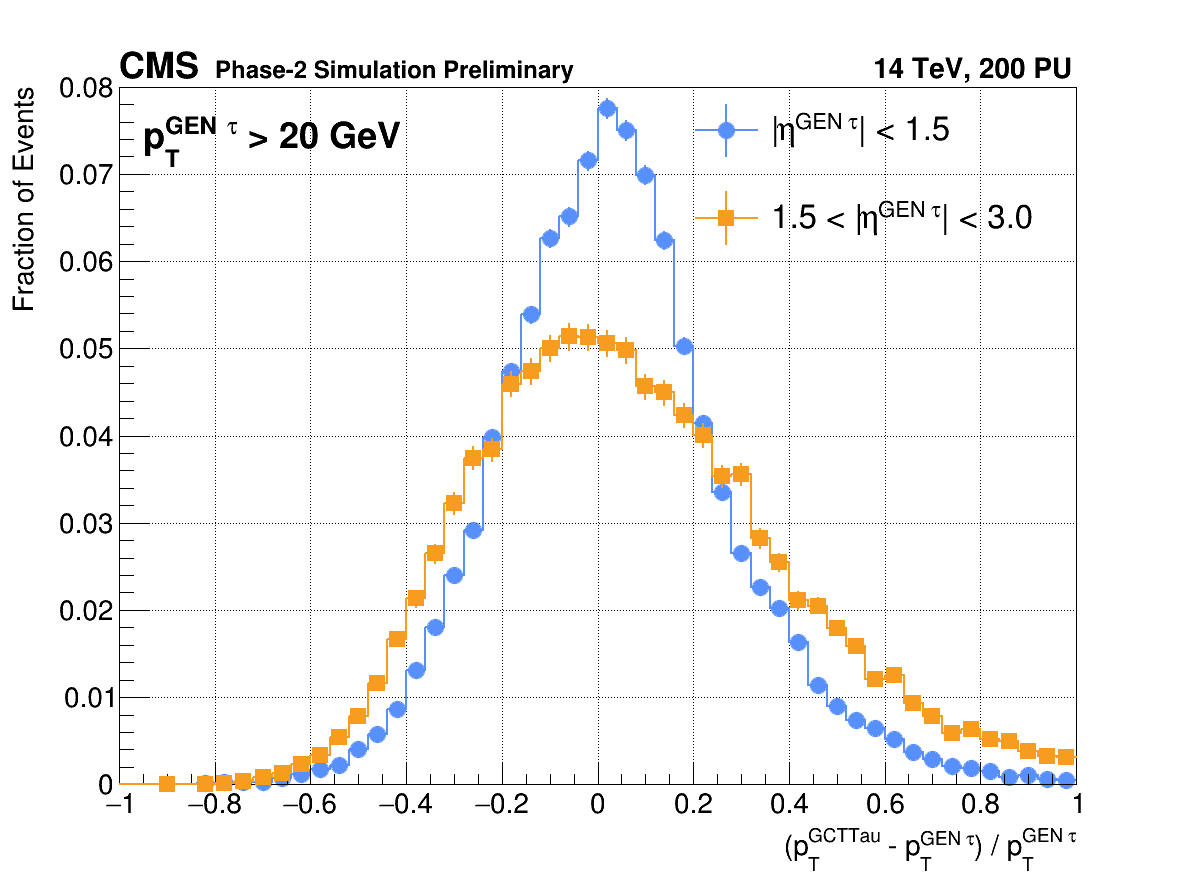 CMS Phase-2 Simulation Preliminary 14 TeV, 200 PU
Fraction of Events
p_T^GEN τ > 20 GeV
|η^GEN τ| < 1.5
1.5 < |η^GEN τ| < 3.0
0.08
0.07
0.06
0.05
0.04
0.03
0.02
0.01
0
−1 −0.8 −0.6 −0.4 −0.2 0 0.2 0.4 0.6 0.8 1
(p_T^GCTTau - p_T^GEN τ) / p_T^GEN τ